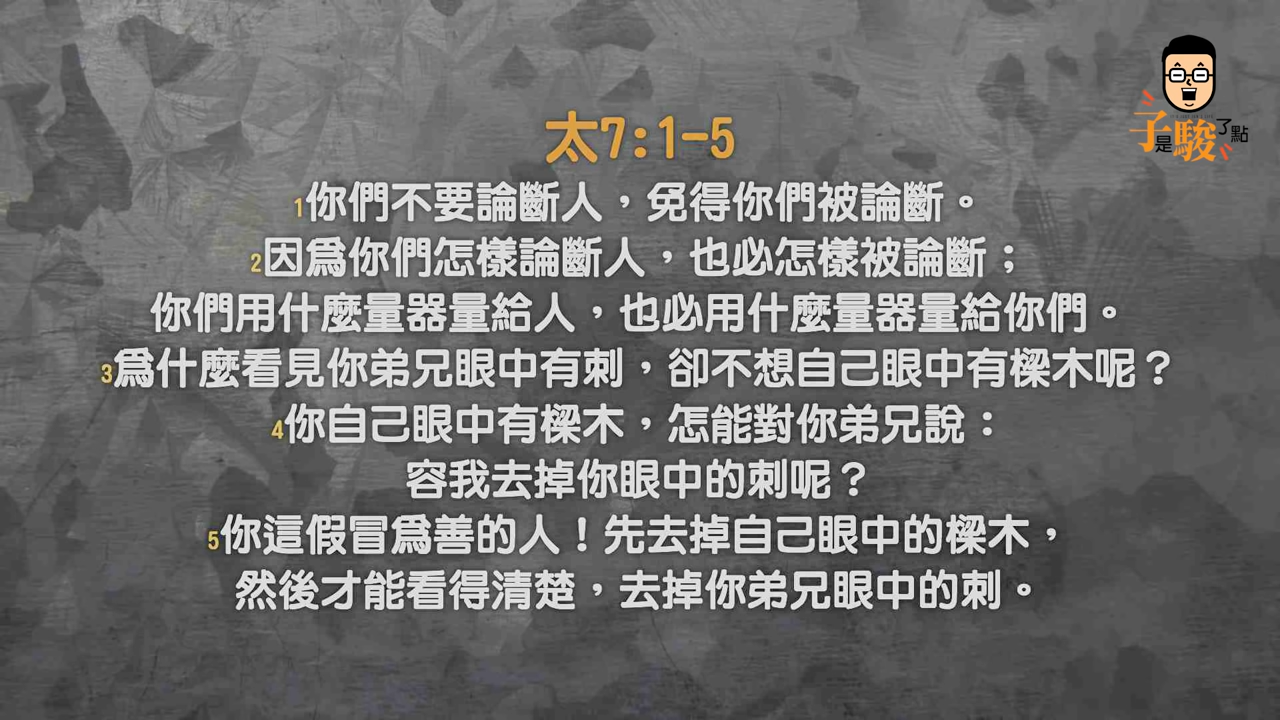 太7:1-5
1你們不要論斷人，免得你們被論斷。
2因爲你們怎樣論斷人，也必怎樣被論斷；
你們用什麼量器量給人，也必用什麼量器量給你們。
3爲什麼看見你弟兄眼中有刺，卻不想自己眼中有樑木呢？
4你自己眼中有樑木，怎能對你弟兄說：
容我去掉你眼中的刺呢？
5你這假冒爲善的人！先去掉自己眼中的樑木，
然後才能看得清楚，去掉你弟兄眼中的刺。
子是駿了點